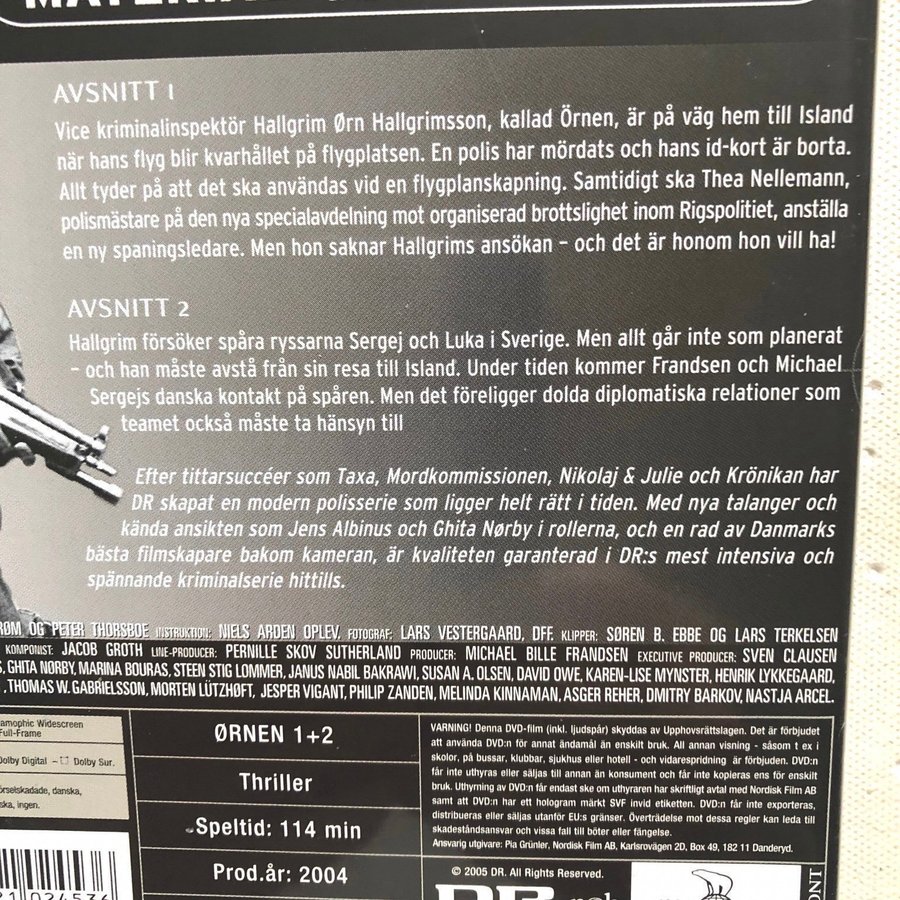 AVSNITT 1
Vice kriminalinspektör Hallgrim Ørn Hallgrimsson, kallad Örnen, är på väg hem till Island
när hans flyg blir kvarhållet på flygplatsen. En polis har mördats och hans id-kort är borta.
Allt tyder på att det ska användas vid en flygplanskapning. Samtidigt ska Thea Nellemann,
polismästare på den nya specialavdelning mot organiserad brottslighet inom Rigspolitiet, anställa
en ny spaningsledare. Men hon saknar Hallgrims ansökan – och det är honom hon vill ha!
AVSNITT 2
Hallgrim försöker spåra ryssarna Sergej och Luka i Sverige. Men allt går inte som planerat
– och han måste avstå från sin resa till Island. Under tiden kommer Frandsen och Michael
Sergejs danska kontakt på spåren. Men det föreligger dolda diplomatiska relationer som
teamet också måste ta hänsyn till
Efter tittarsuccéer som Taxa, Mordkommissionen, Nikolaj & Julie och Krönikan har
DR skapat en modern polisserie som ligger helt rätt i tiden. Med nya talanger och
kända ansikten som Jens Albinus och Ghita Nørby i rollerna, och en rad av Danmarks
bästa filmskapare bakom kameran, är kvaliteten garanterad i DR:s mest intensiva och
spännande kriminalserie hittills.
OG PETER THORSBOE INSTRUKTION: NIELS ARDEN OPLEV. FOTOGRAF: LARS VESTERGAARD, DFF. KLIPPER: SØREN B. EBBE OG LARS TERKELSEN
KOMPONIST: JACOB GROTH LINE-PRODUCER: PERNILLE SKOV SUTHERLAND PRODUCER: MICHAEL BILLE FRANDSEN EXECUTIVE PRODUCER: SVEN CLAUSEN
GHITA NØRBY, MARINA BOURAS, STEEN STIG LOMMER, JANUS NABIL BAKRAWI, SUSAN A. OLSEN, DAVID OWE, KAREN-LISE MYNSTER, HENRIK LYKKEGAARD,
THOMAS W. GABRIELSSON, MORTEN LÜTZHOFT, JESPER VIGANT, PHILIP ZANDEN, MELINDA KINNAMAN, ASGER REHER, DMITRY BARKOV, NASTJA ARCEL.
amophic Widescreen
Full-Frame
Dolby Digital – Dolby Sur.
örselskadade, danska,
ska, ingen.
ØRNEN 1+2
Thriller
Speltid: 114 min
Prod.år: 2004
VARNING! Denna DVD-film (inkl. ljudspår) skyddas av Upphovsrättslagen. Det är förbjudet
att använda DVD:n för annat ändamål än enskilt bruk. All annan visning - såsom t ex i
skolor, på bussar, klubbar, sjukhus eller hotell - och vidarespridning är förbjuden. DVD:n
får inte uthyras eller säljas till annan än konsument och får inte kopieras ens för enskilt
bruk. Uthyrning av DVD:n får endast ske om uthyraren har skriftligt avtal med Nordisk Film AB
samt att DVD:n har ett hologram märkt SVF invid etiketten. DVD:n får inte exporteras,
distribueras eller säljas utanför EU:s gränser. Överträdelse mot dessa regler kan leda till
skadeståndsansvar och vissa fall till böter eller fängelse.
Ansvarig utgivare: Pia Grünler, Nordisk Film AB, Karlsrovägen 2D, Box 49, 182 11 Danderyd.
© 2005 DR. All Rights Reserved.